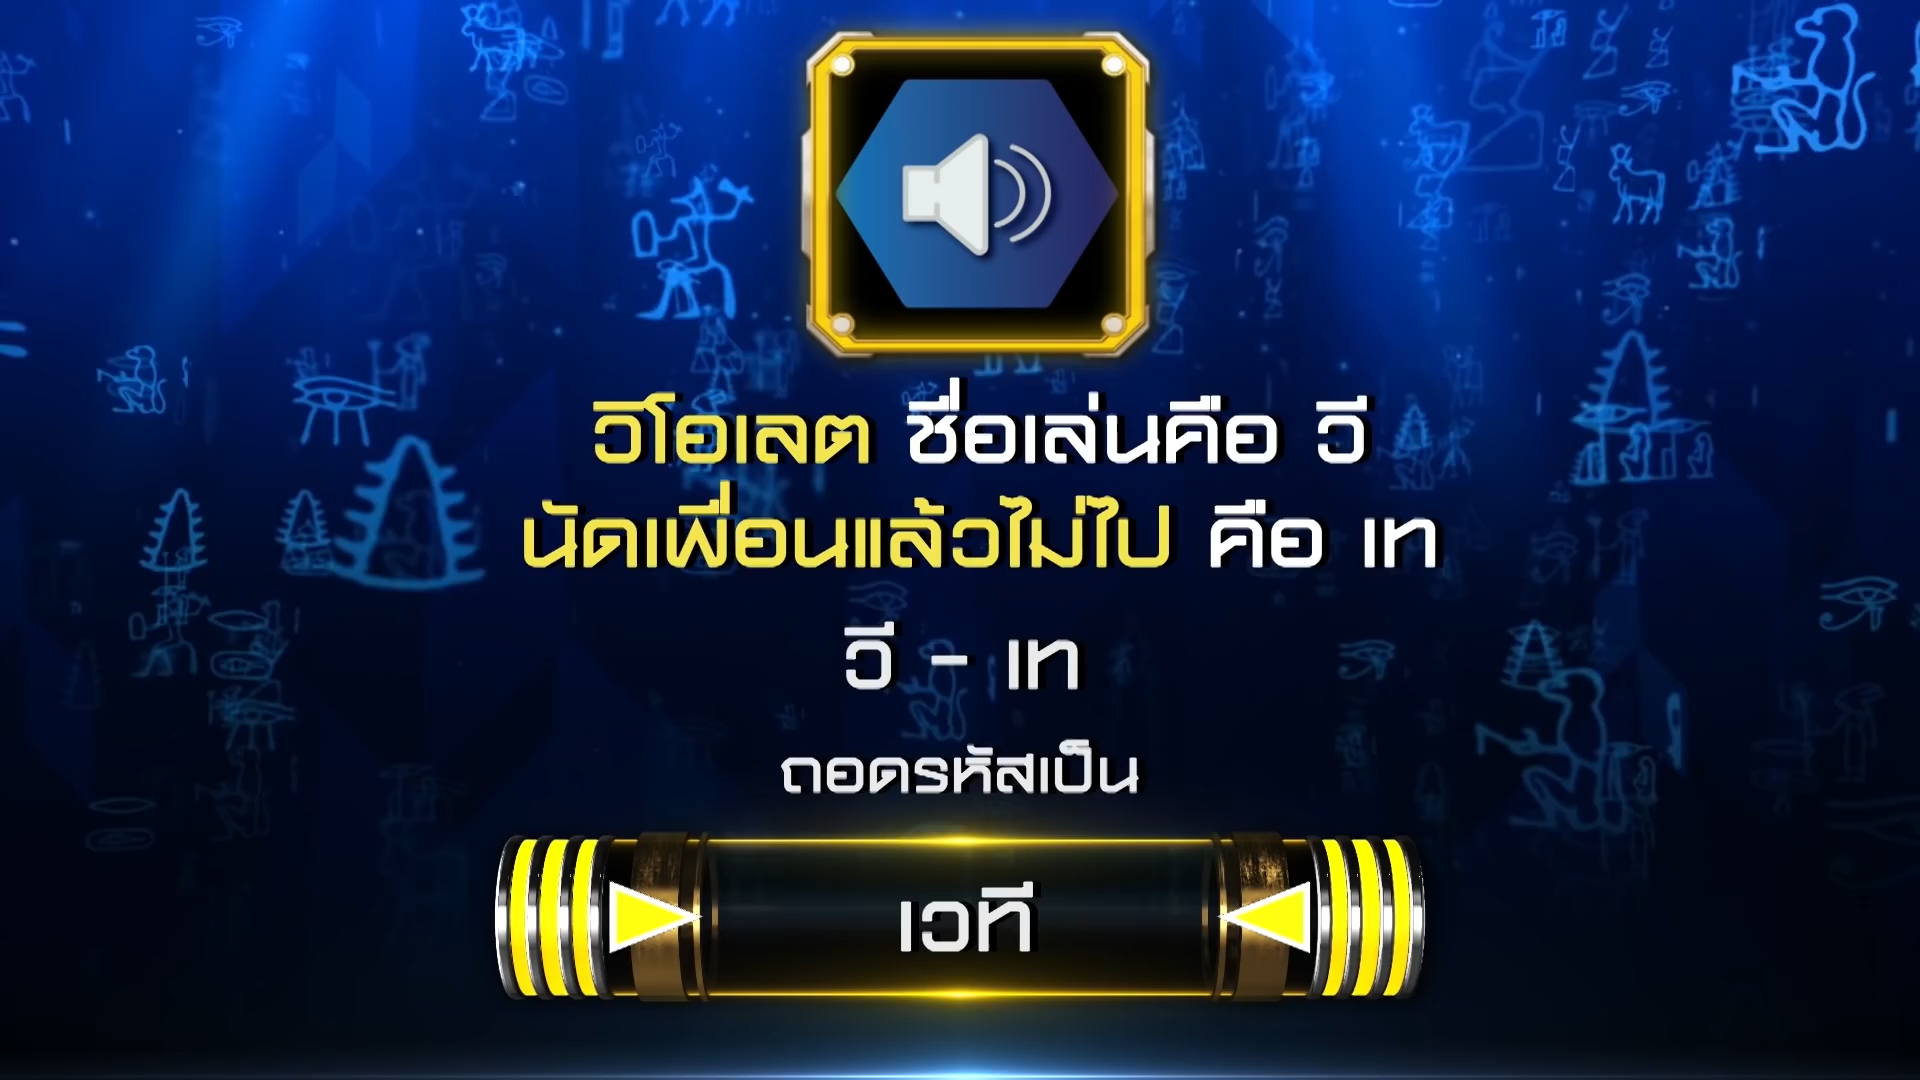 วีโอเลต ชื่อเล่นคือ วี
นัดเพื่อนแล้วไม่ไป คือ เท
วี - เท
ถอดรหัสเป็น
เวที